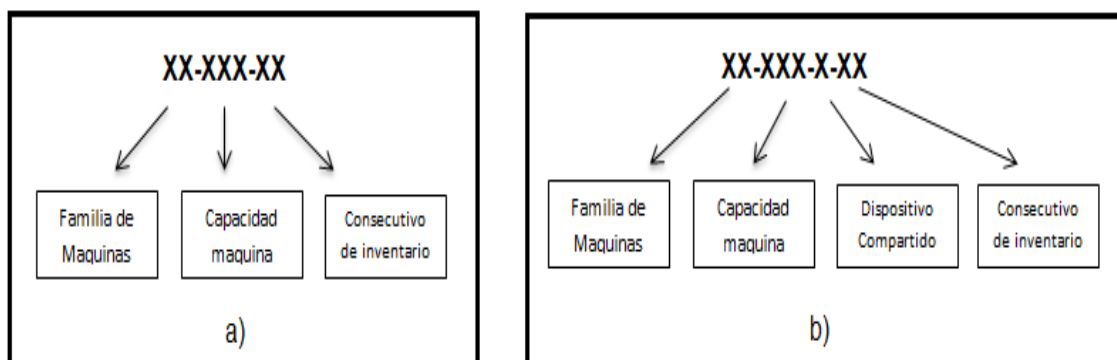 XX-XXX-XX
Familia de
Maquinas
Capacidad
maquina
Consecutivo
de inventario
a)
XX-XXX-X-XX
Familia de
Maquinas
Capacidad
maquina
Dispositivo
Compartido
Consecutivo
de inventario
b)